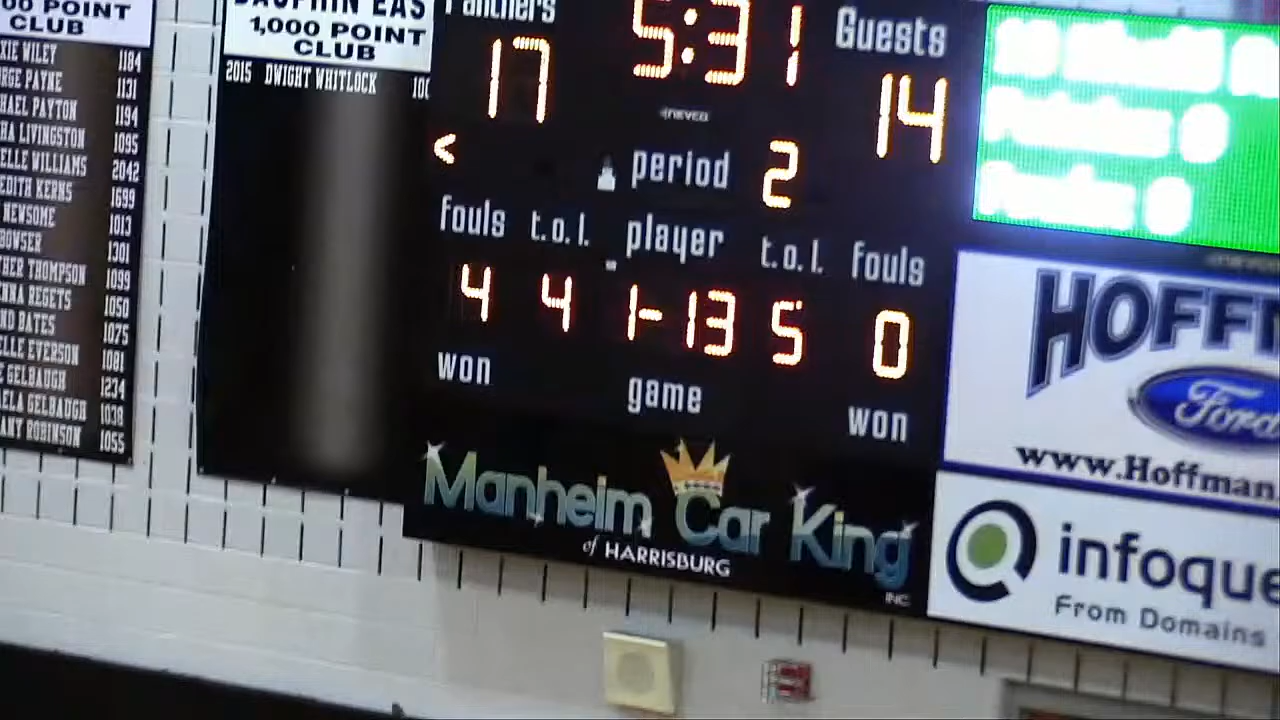 00 POINT
CLUB
XIE WILEY 1184
RGE PAYNE 1131
HAEL PAYTON 1194
HA LIVINGSTON 1095
ELLE WILLIAMS 2042
EDITH KERNS 1699
NEWSOME 1013
BOWSER 1301
HER THOMPSON 1099
NNA REGETS 1050
ND BATES 1075
ELLE EVERSON 1081
GELBAUGH 1234
AELA GELBAUGH 1038
ANY ROBINSON 1055
DAUPHIN EAS
1,000 POINT
CLUB
2015 DWIGHT WHITLOCK 100
Panthers 5:31 Guests
17 14
NEVCO
< period 2
fouls t.o.l. player t.o.l. fouls
4 4 1-13 5 0
won game won
Manheim Car King
of HARRISBURG
INC
HOFF
Ford
www.Hoffman
infoque
From Domains